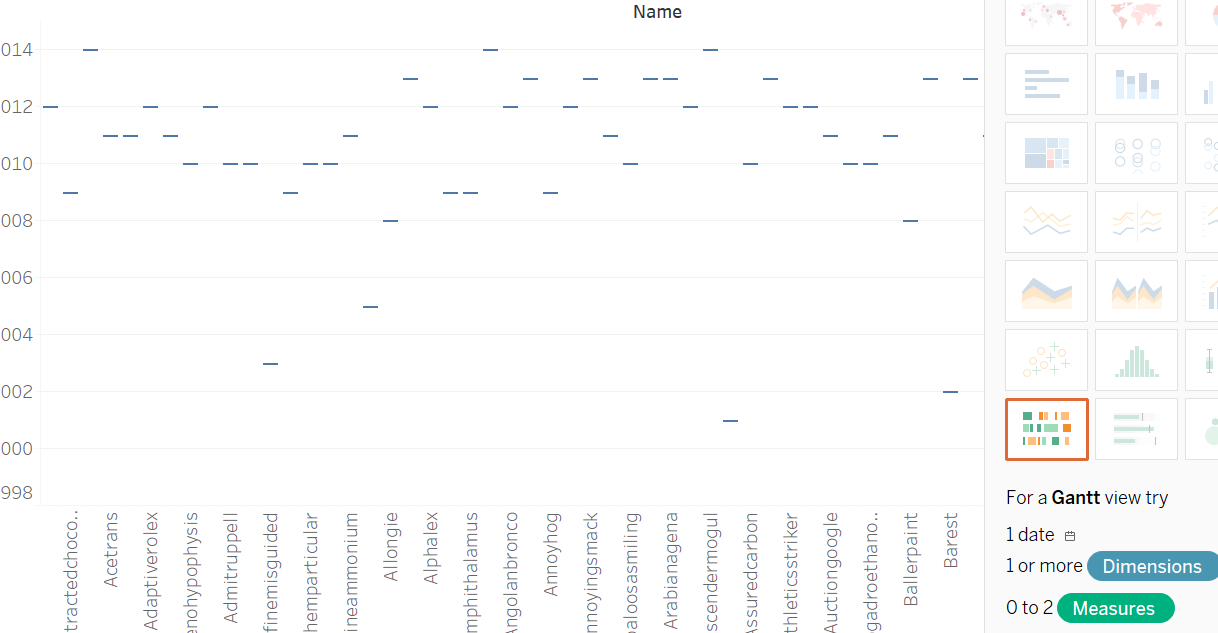 Name
014
012
010
008
006
004
002
000
998
tractedchoco..
Acetrans
Adaptiverolex
enohypophysis
Admitruppell
finemisguided
hemparticular
ineammonium
Allongie
Alphalex
mphithalamus
Angolanbronco
Annoyhog
nnoyingsmack
paloosasmiling
Arabianagena
scendermogul
Assuredcarbon
thleticsstriker
Auctiongoogle
gadroethano..
Ballerpaint
Barest
For a Gantt view try
1 date
1 or more Dimensions
0 to 2 Measures